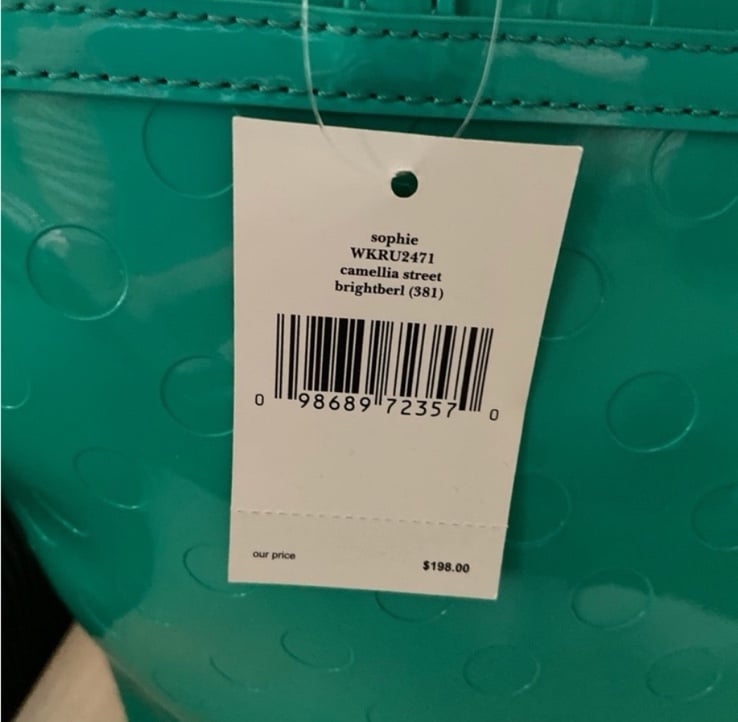 sophie
WKRU2471
camellia street
brightberl (381)
0 98689 72357 0
our price $198.00